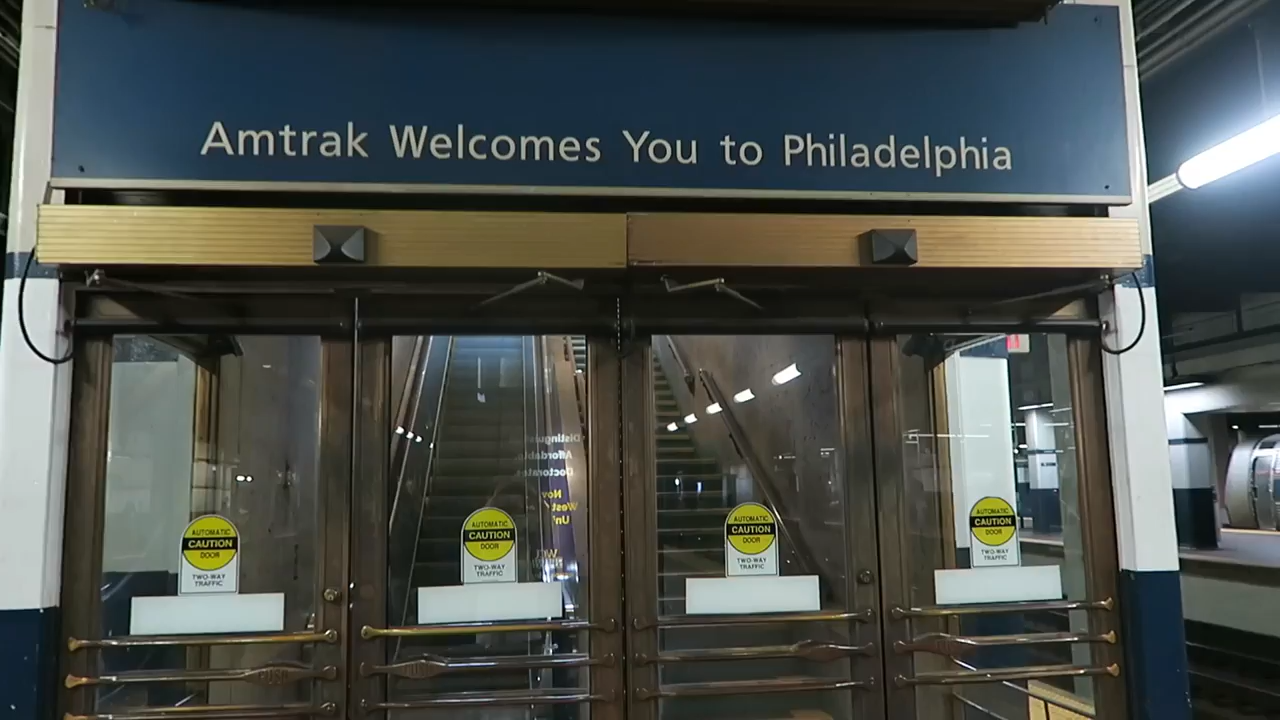 Amtrak Welcomes You to Philadelphia
AUTOMATIC
CAUTION
DOOR
TWO-WAY
TRAFFIC
AUTOMATIC
CAUTION
DOOR
TWO-WAY
TRAFFIC
AUTOMATIC
CAUTION
DOOR
TWO-WAY
TRAFFIC
AUTOMATIC
CAUTION
DOOR
TWO-WAY
TRAFFIC
PUSH